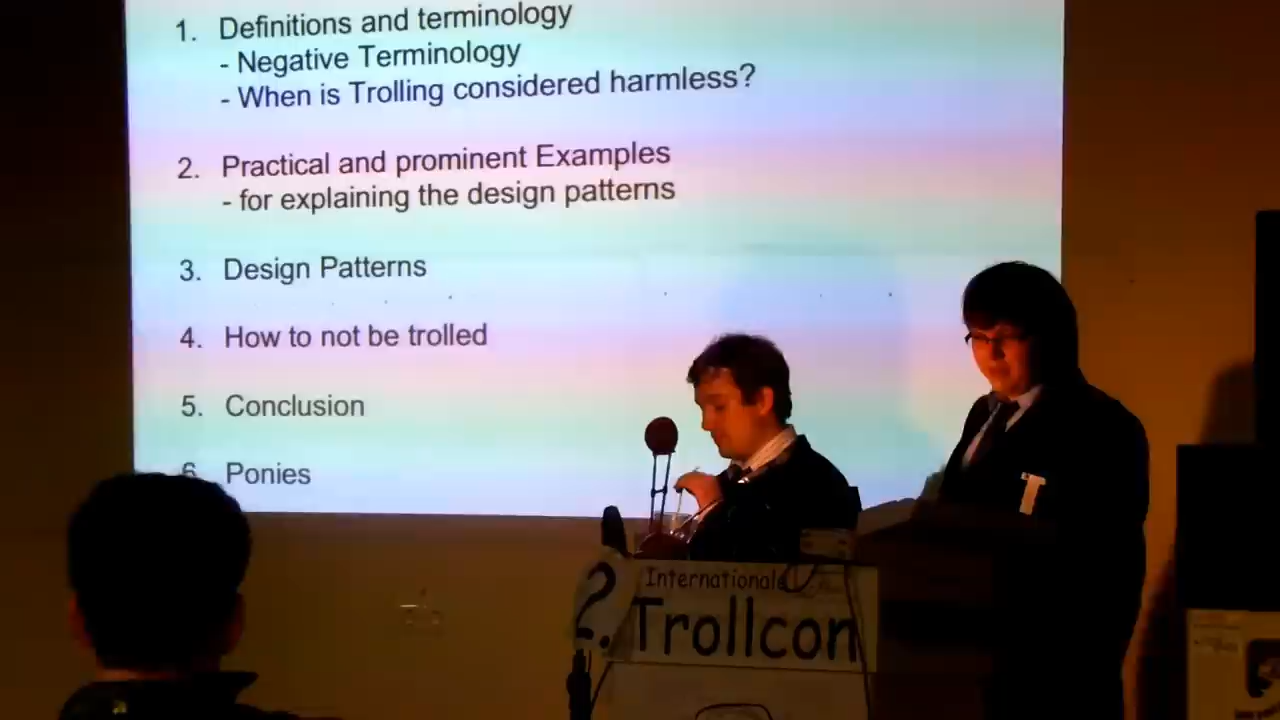 1. Definitions and terminology
- Negative Terminology
- When is Trolling considered harmless?
2. Practical and prominent Examples
- for explaining the design patterns
3. Design Patterns
4. How to not be trolled
5. Conclusion
6 Ponies
2. Internationale
Trollcon
T